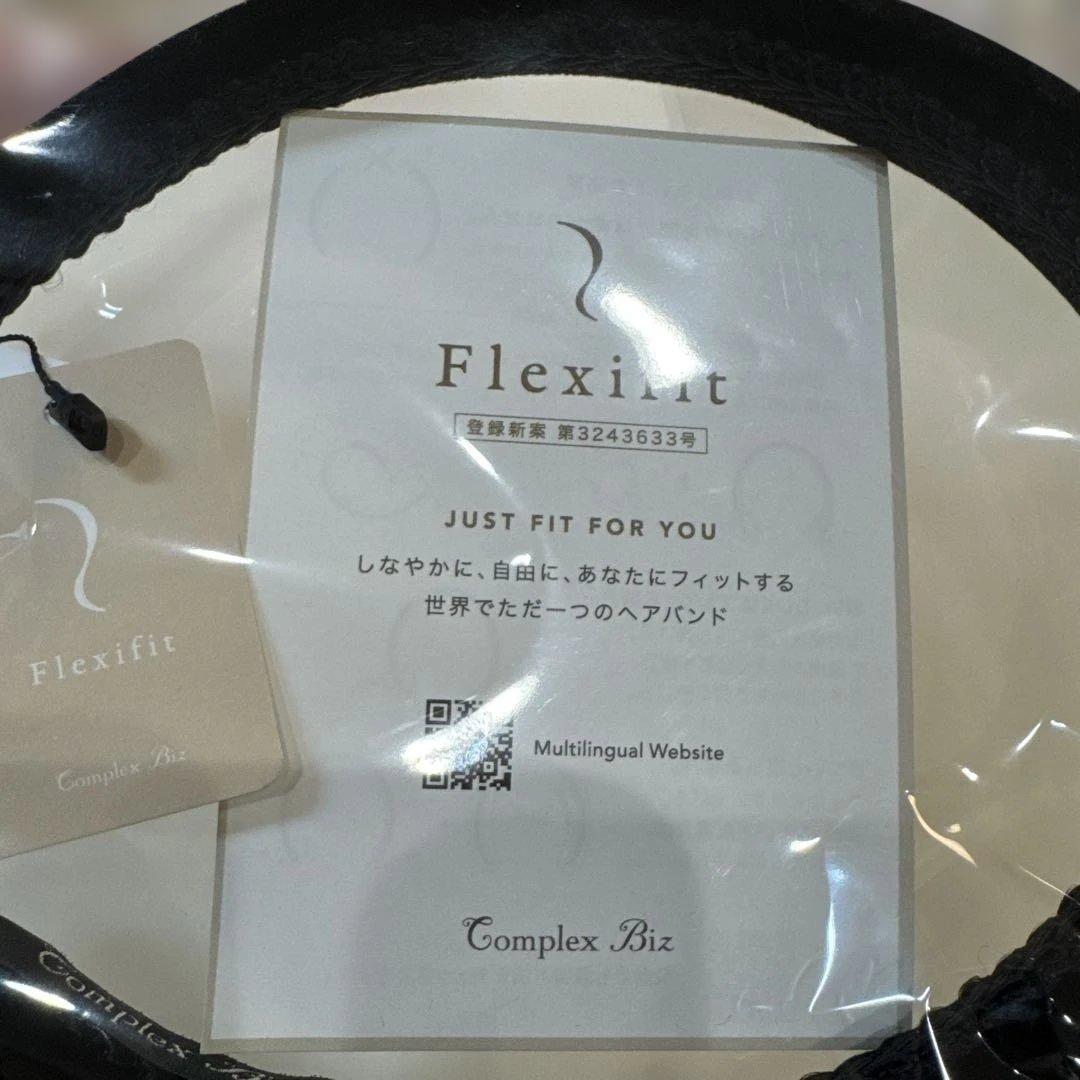 Flexifit
登録新案 第3243633号
JUST FIT FOR YOU
しなやかに、自由に、あなたにフィットする
世界でただ一つのヘアバンド
Multilingual Website
Complex Biz
Flexifit
Complex Biz
Complex